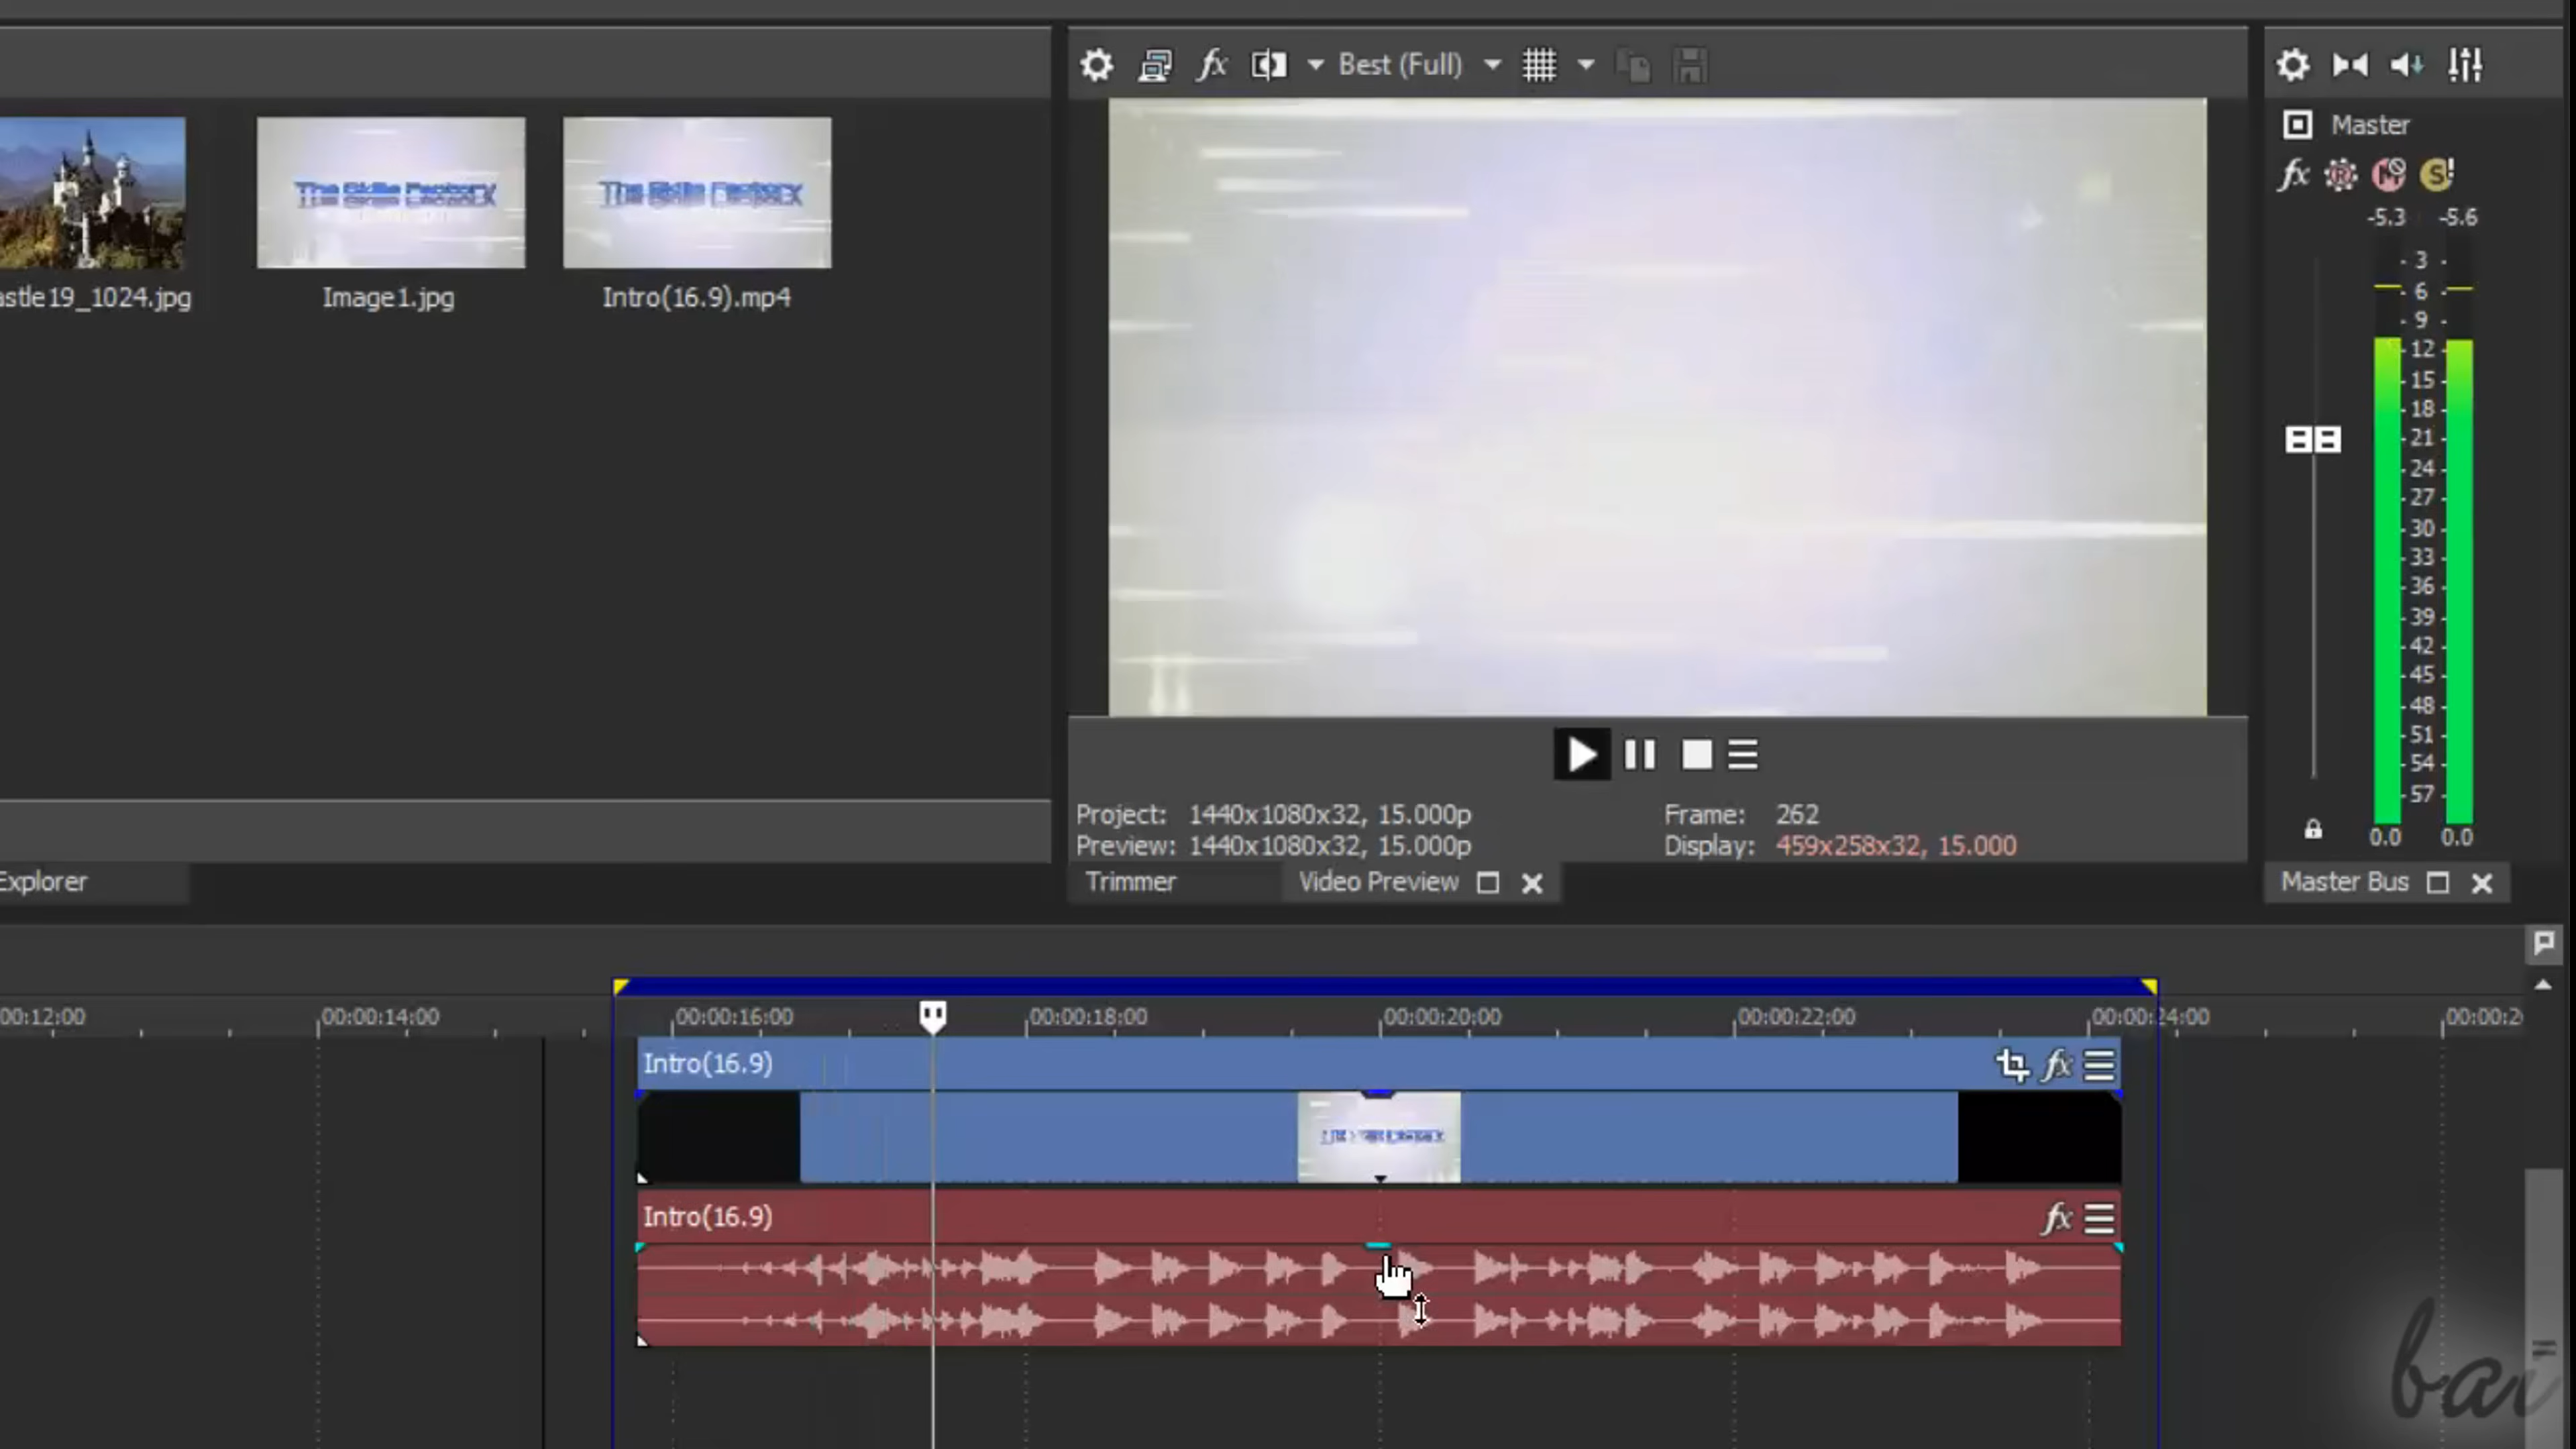 Best (Full)
Master
-5.3 -5.6
3
6
9
12
15
18
21
24
27
30
33
36
39
42
45
48
51
54
57
0.0 0.0
astle19_1024.jpg
Image1.jpg
Intro(16.9).mp4
Project: 1440x1080x32, 15.000p
Frame: 262
Preview: 1440x1080x32, 15.000p
Display: 459x258x32, 15.000
Explorer
Trimmer
Video Preview
Master Bus
00:12:00
00:00:14:00
00:00:16:00
00:00:18:00
00:00:20:00
00:00:22:00
00:00:24:00
00:00:2
Intro(16.9)
fx
Intro(16.9)
fx